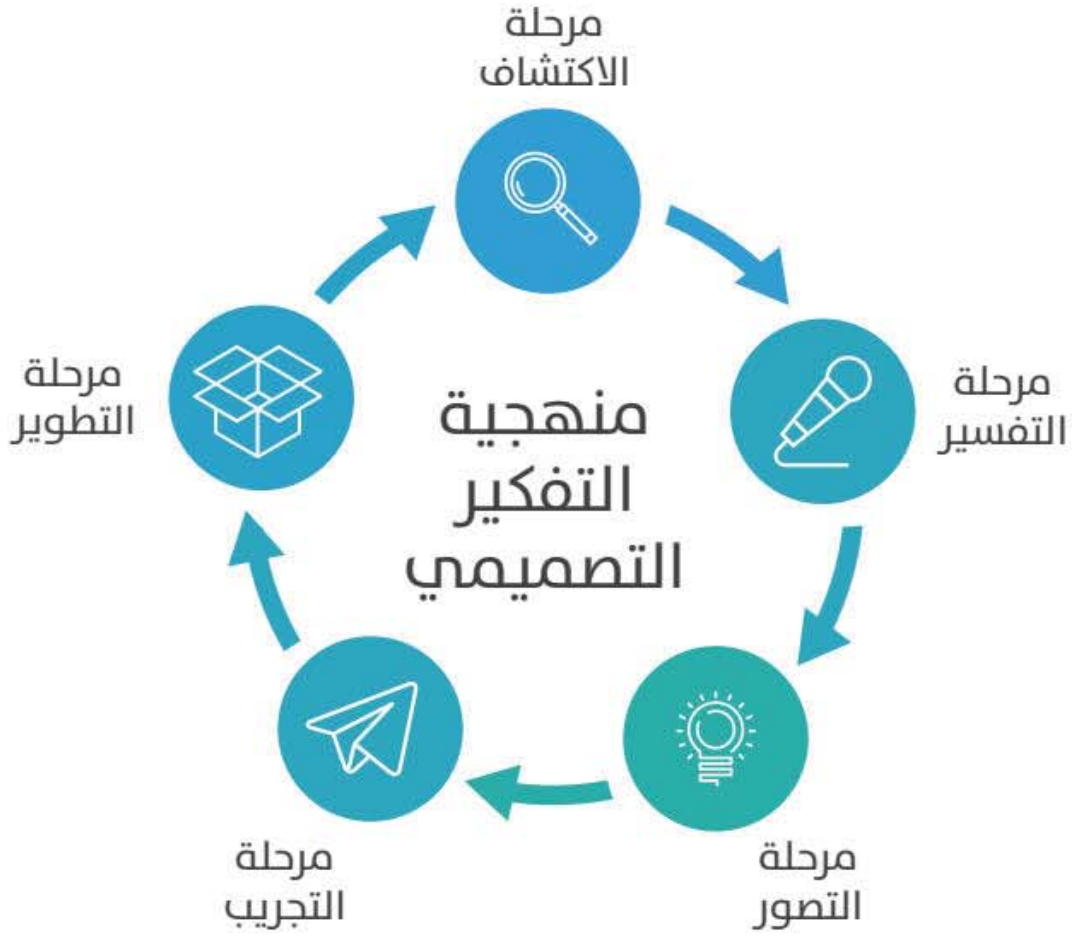 مرحلة
الاكتشاف
مرحلة
التفسير
مرحلة
التصور
مرحلة
التجريب
مرحلة
التطوير
منهجية
التفكير
التصميمي